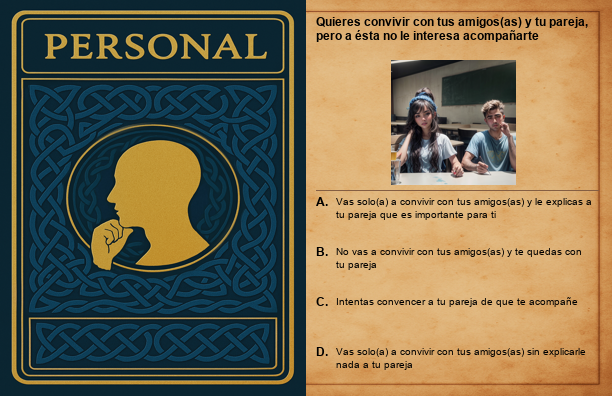 PERSONAL
Quieres convivir con tus amigos(as) y tu pareja,
pero a ésta no le interesa acompañarte
A. Vas solo(a) a convivir con tus amigos(as) y le explicas a
tu pareja que es importante para ti
B. No vas a convivir con tus amigos(as) y te quedas con
tu pareja
C. Intentas convencer a tu pareja de que te acompañe
D. Vas solo(a) a convivir con tus amigos(as) sin explicarle
nada a tu pareja